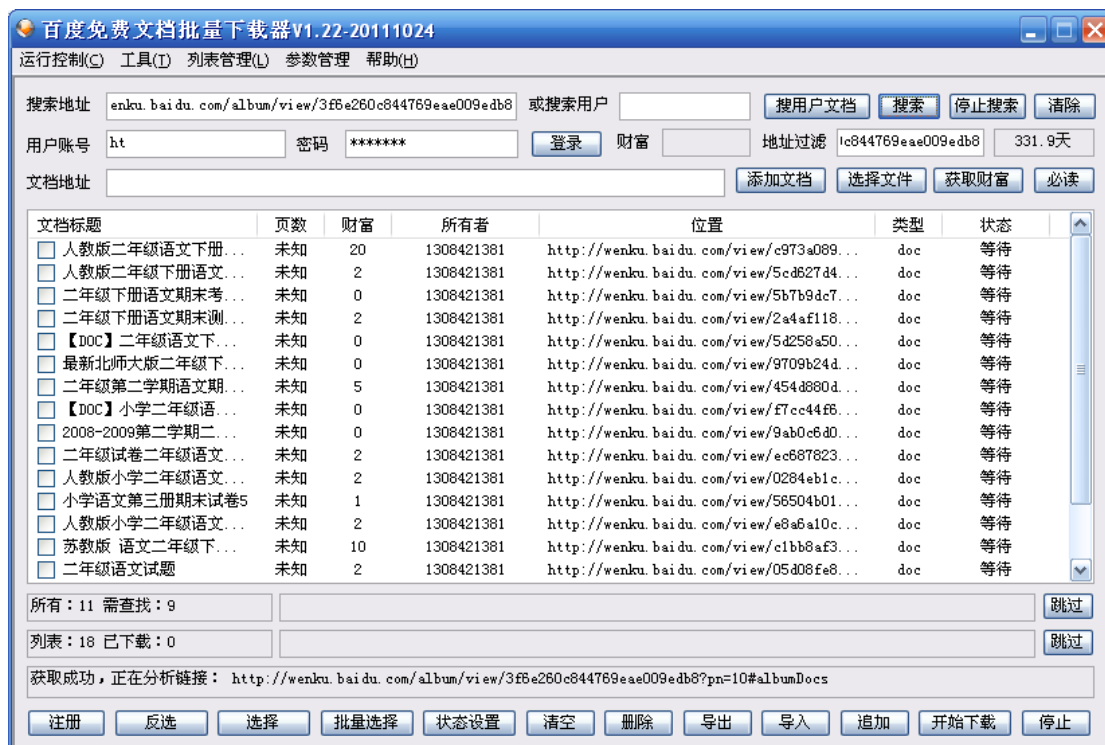 百度免费文档批量下载器V1.22-20111024
运行控制(C) 工具(T) 列表管理(L) 参数管理 帮助(H)
搜索地址 enku.baidu.com/album/view/3f6e260c844769eae009edb8 或搜索用户 搜用户文档 搜索 停止搜索 清除
用户账号 ht 密码 ******* 登录 财富 地址过滤 c844769eae009edb8 331.9天
文档地址 添加文档 选择文件 获取财富 必读
文档标题 页数 财富 所有者 位置 类型 状态
人教版二年级语文下册... 未知 20 1308421381 http://wenku.baidu.com/view/c973a089... doc 等待
人教版二年级下册语文... 未知 2 1308421381 http://wenku.baidu.com/view/5cd627d4... doc 等待
二年级下册语文期末考... 未知 0 1308421381 http://wenku.baidu.com/view/5b7b9dc7... doc 等待
二年级下册语文期末测... 未知 2 1308421381 http://wenku.baidu.com/view/2a4af118... doc 等待
【DOC】二年级语文下... 未知 0 1308421381 http://wenku.baidu.com/view/5d258a50... doc 等待
最新北师大版二年级下... 未知 0 1308421381 http://wenku.baidu.com/view/9709b24d... doc 等待
二年级第二学期语文期... 未知 5 1308421381 http://wenku.baidu.com/view/454d880d... doc 等待
【DOC】小学二年级语... 未知 0 1308421381 http://wenku.baidu.com/view/f7cc44f6... doc 等待
2008-2009第二学期二... 未知 0 1308421381 http://wenku.baidu.com/view/9ab0c6d0... doc 等待
二年级试卷二年级语文... 未知 2 1308421381 http://wenku.baidu.com/view/ec687823... doc 等待
人教版小学二年级语文... 未知 2 1308421381 http://wenku.baidu.com/view/0284eb1c... doc 等待
小学语文第三册期末试卷5 未知 1 1308421381 http://wenku.baidu.com/view/56504b01... doc 等待
人教版小学二年级语文... 未知 2 1308421381 http://wenku.baidu.com/view/e8a6a10c... doc 等待
苏教版 语文二年级下... 未知 10 1308421381 http://wenku.baidu.com/view/c1bb8af3... doc 等待
二年级语文试题 未知 2 1308421381 http://wenku.baidu.com/view/05d08fe8... doc 等待
所有：11 需查找：9 跳过
列表：18 已下载：0 跳过
获取成功，正在分析链接： http://wenku.baidu.com/album/view/3f6e260c844769eae009edb8?pn=10#albumDocs
注册 反选 选择 批量选择 状态设置 清空 删除 导出 导入 追加 开始下载 停止